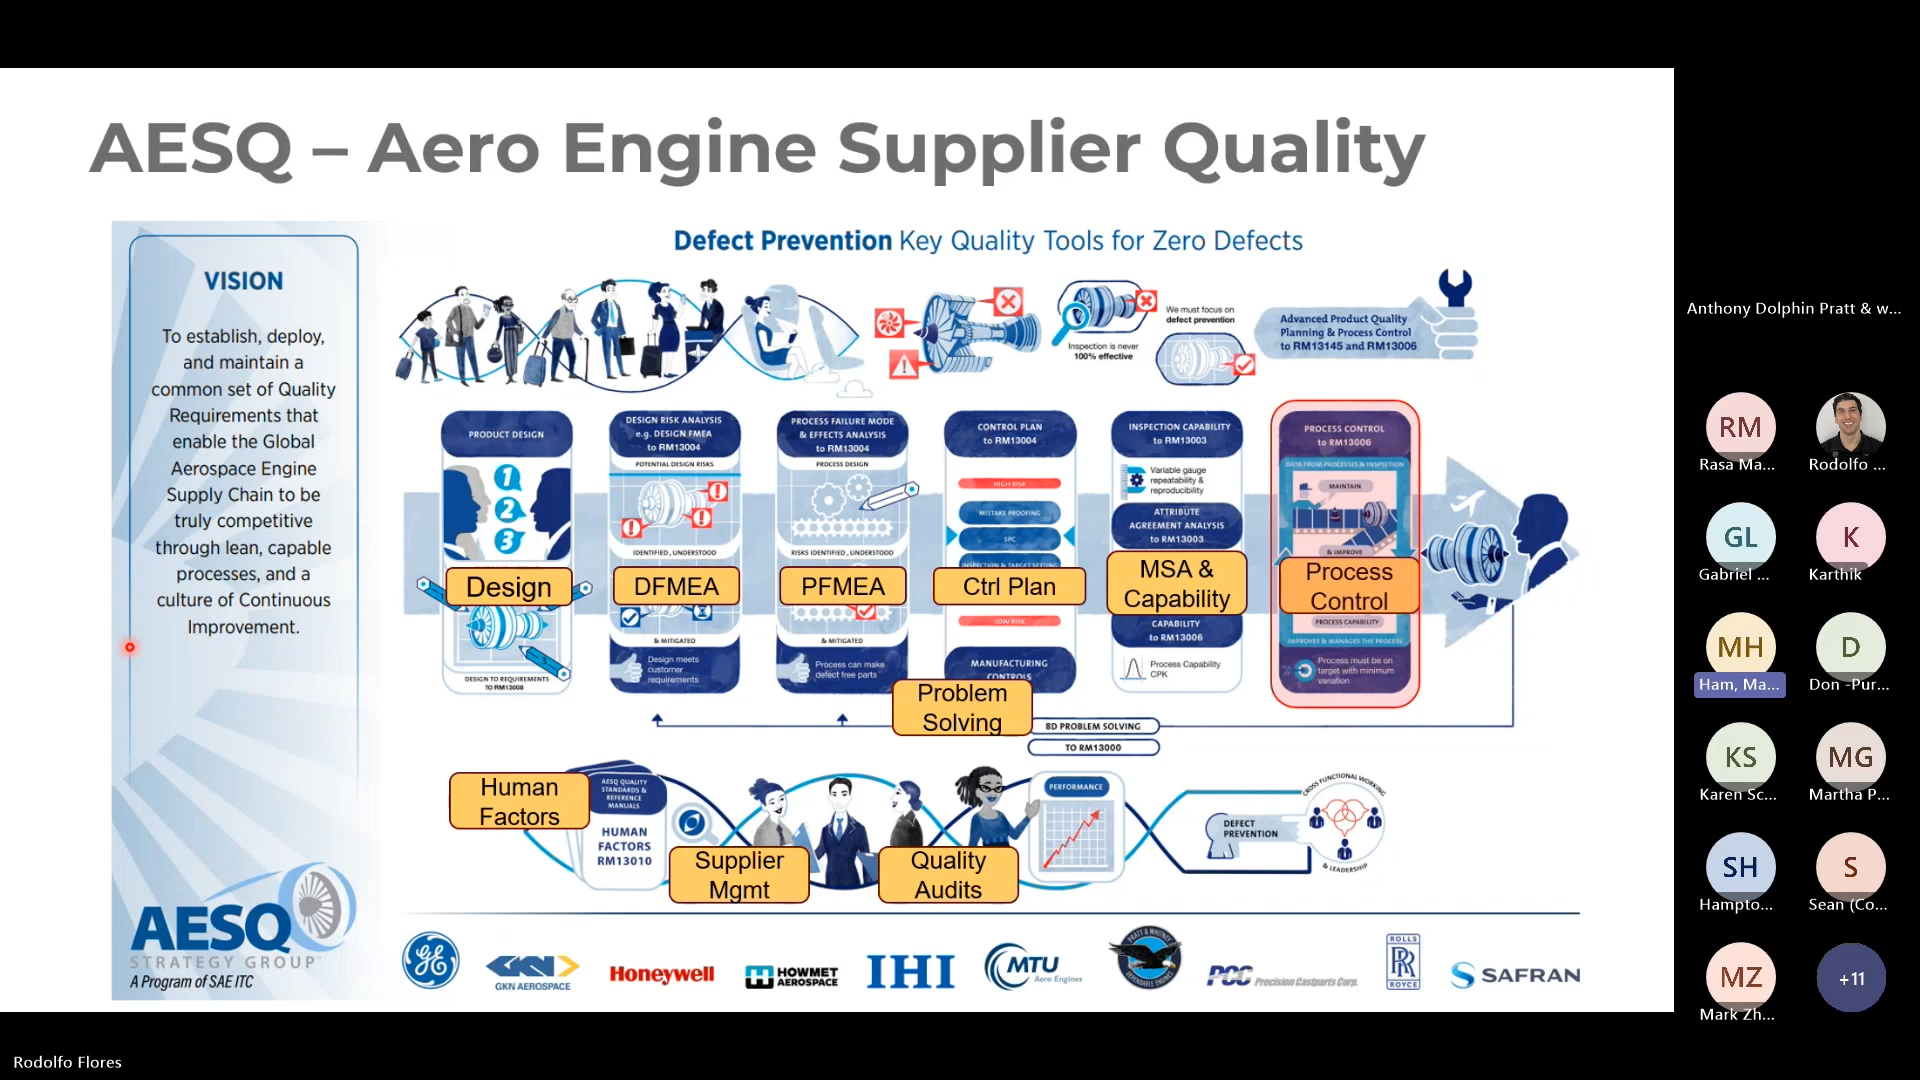 AESQ – Aero Engine Supplier Quality
VISION
To establish, deploy,
and maintain a
common set of Quality
Requirements that
enable the Global
Aerospace Engine
Supply Chain to be
truly competitive
through lean, capable
processes, and a
culture of Continuous
Improvement.
AESQ
STRATEGY GROUP
A Program of SAE ITC
Defect Prevention Key Quality Tools for Zero Defects
Inspection is never
100% effective
We must focus on
defect prevention
Advanced Product Quality
Planning & Process Control
to RM13145 and RM13006
PRODUCT DESIGN
1
2
3
Design
DESIGN TO REQUIREMENTS
TO RM13008
DESIGN RISK ANALYSIS
e.g. DESIGN FMEA
to RM13004
POTENTIAL DESIGN RISKS
IDENTIFIED, UNDERSTOOD
DFMEA
& MITIGATED
Design meets
customer
requirements
PROCESS FAILURE MODE
& EFFECTS ANALYSIS
to RM13004
PROCESS DESIGN
RISKS IDENTIFIED, UNDERSTOOD
PFMEA
& MITIGATED
Process can make
defect free parts
CONTROL PLAN
to RM13004
HIGH RISK
MISTAKE PROOFING
SPC
Ctrl Plan
LOW RISK
MANUFACTURING
CONTROLS
INSPECTION CAPABILITY
to RM13003
Variable gauge
repeatability &
reproducibility
ATTRIBUTE
AGREEMENT ANALYSIS
to RM13003
MSA &
Capability
CAPABILITY
to RM13006
Process Capability
CPK
PROCESS CONTROL
to RM13006
DATA FROM PROCESSES & INSPECTION
MAINTAIN
& IMPROVE
Process
Control
PROCESS CAPABILITY
IMPROVES & MANAGES THE PROCESS
Process must be on
target with minimum
variation
Problem
Solving
8D PROBLEM SOLVING
TO RM13000
Human
Factors
AESQ QUALITY
STANDARDS &
REFERENCE
MANUALS
HUMAN
FACTORS
RM13010
Supplier
Mgmt
Quality
Audits
PERFORMANCE
DEFECT
PREVENTION
CROSS FUNCTIONAL WORKING
& LEADERSHIP
GE
GKN
GKN AEROSPACE
Honeywell
HOWMET
AEROSPACE
IHI
MTU
Aero Engines
PRATT & WHITNEY
DEPENDABLE ENGINES
PCC Precision Castparts Corp.
ROLLS
RR
ROYCE
SAFRAN
Anthony Dolphin Pratt & w...
RM
Rasa Ma...
Rodolfo ...
GL
Gabriel ...
K
Karthik
MH
Ham, Ma...
D
Don -Pur...
KS
Karen Sc...
MG
Martha P...
SH
Hampto...
S
Sean (Co...
MZ
Mark Zh...
+11
Rodolfo Flores